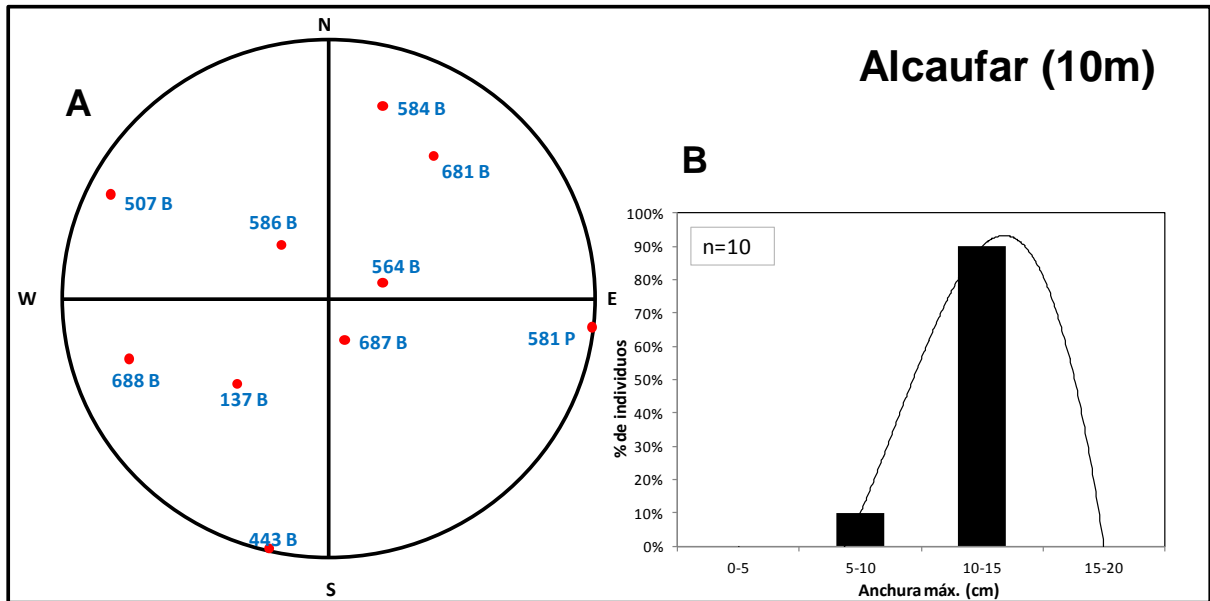 Alcaufar (10m)
A
N
W
E
S
584 B
681 B
507 B
586 B
564 B
581 P
687 B
688 B
137 B
443 B
B
n=10
% de individuos
100%
90%
80%
70%
60%
50%
40%
30%
20%
10%
0%
0-5
5-10
10-15
15-20
Anchura máx. (cm)